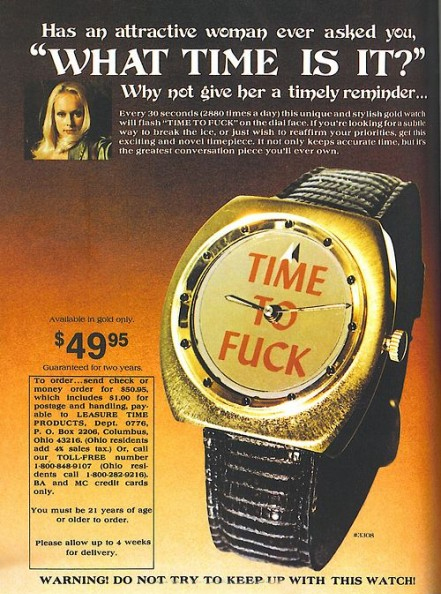 Has an attractive woman ever asked you,
“WHAT TIME IS IT?”
Why not give her a timely reminder...
Every 30 seconds (2880 times a day) this unique and stylish gold watch
will flash “TIME TO FUCK” on the dial face. If you're looking for a subtle
way to break the ice, or just wish to reaffirm your priorities, get this
exciting and novel timepiece. It not only keeps accurate time, but it's
the greatest conversation piece you'll ever own.
TIME
TO
FUCK
Available in gold only.
$49⁹⁵
Guaranteed for two years.
To order...send check or
money order for $50.95,
which includes $1.00 for
postage and handling, pay-
able to LEASURE TIME
PRODUCTS, Dept. 0776,
P. O. Box 2206, Columbus,
Ohio 43216. (Ohio residents
add 4% sales tax.) Or, call
our TOLL-FREE number
1-800-848-9107 (Ohio resi-
dents call 1-800-282-9216).
BA and MC credit cards
only.
You must be 21 years of age
or older to order.
Please allow up to 4 weeks
for delivery.
#3308
WARNING! DO NOT TRY TO KEEP UP WITH THIS WATCH!